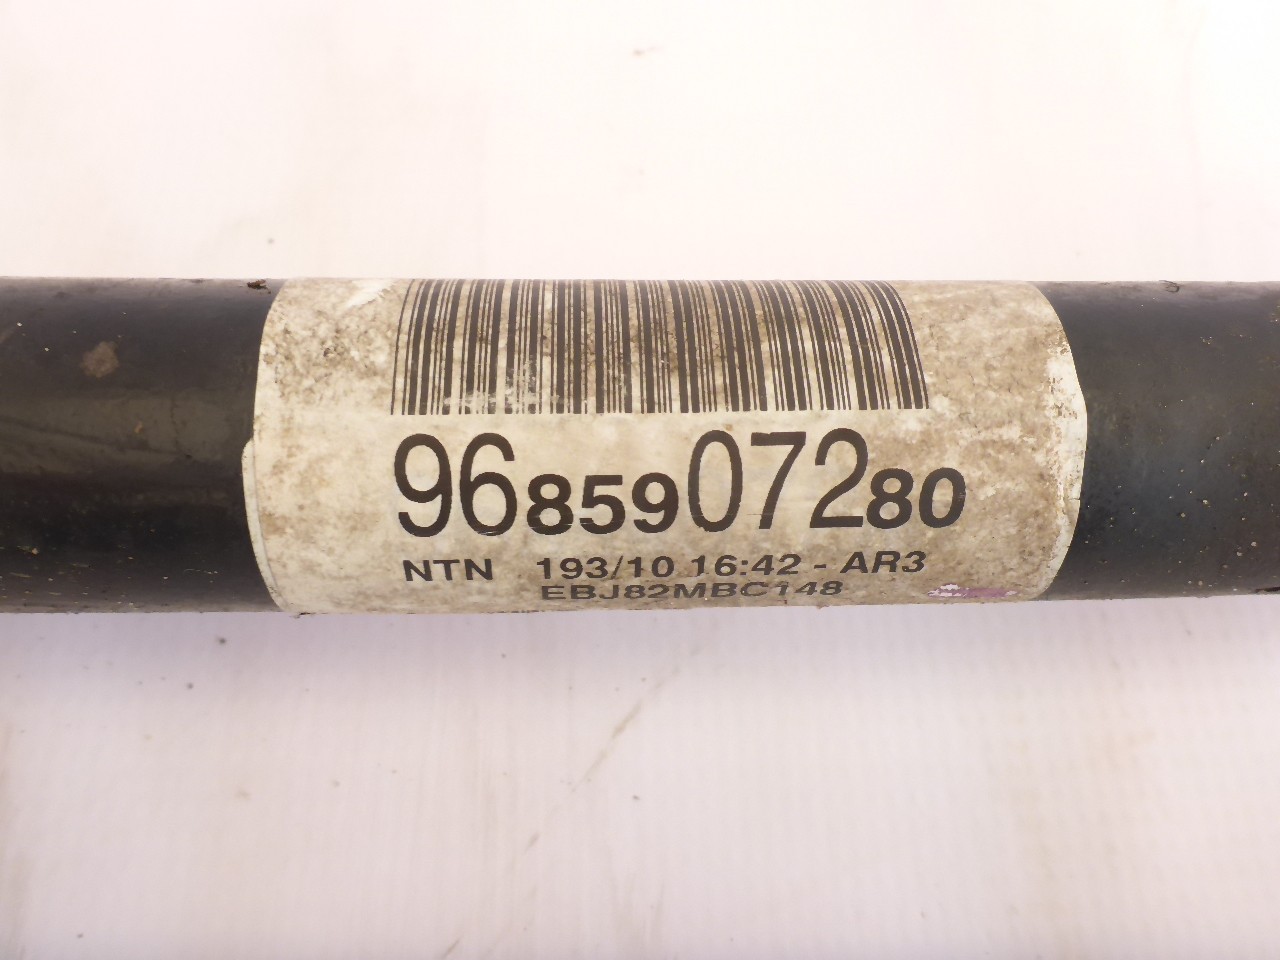 9685907280
NTN 193/10 16:42 - AR3
EBJ82MBC148